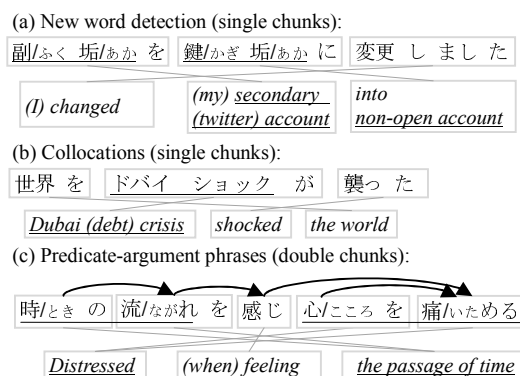 (a) New word detection (single chunks):
副/ふく 垢/あか を 鍵/かぎ 垢/あか に 変更 し まし た
(I) changed (my) secondary (twitter) account into non-open account
(b) Collocations (single chunks):
世界 を ドバイ ショック が 襲っ た
Dubai (debt) crisis shocked the world
(c) Predicate-argument phrases (double chunks):
時/とき の 流/ながれ を 感じ 心/こころ を 痛/いためる
Distressed (when) feeling the passage of time